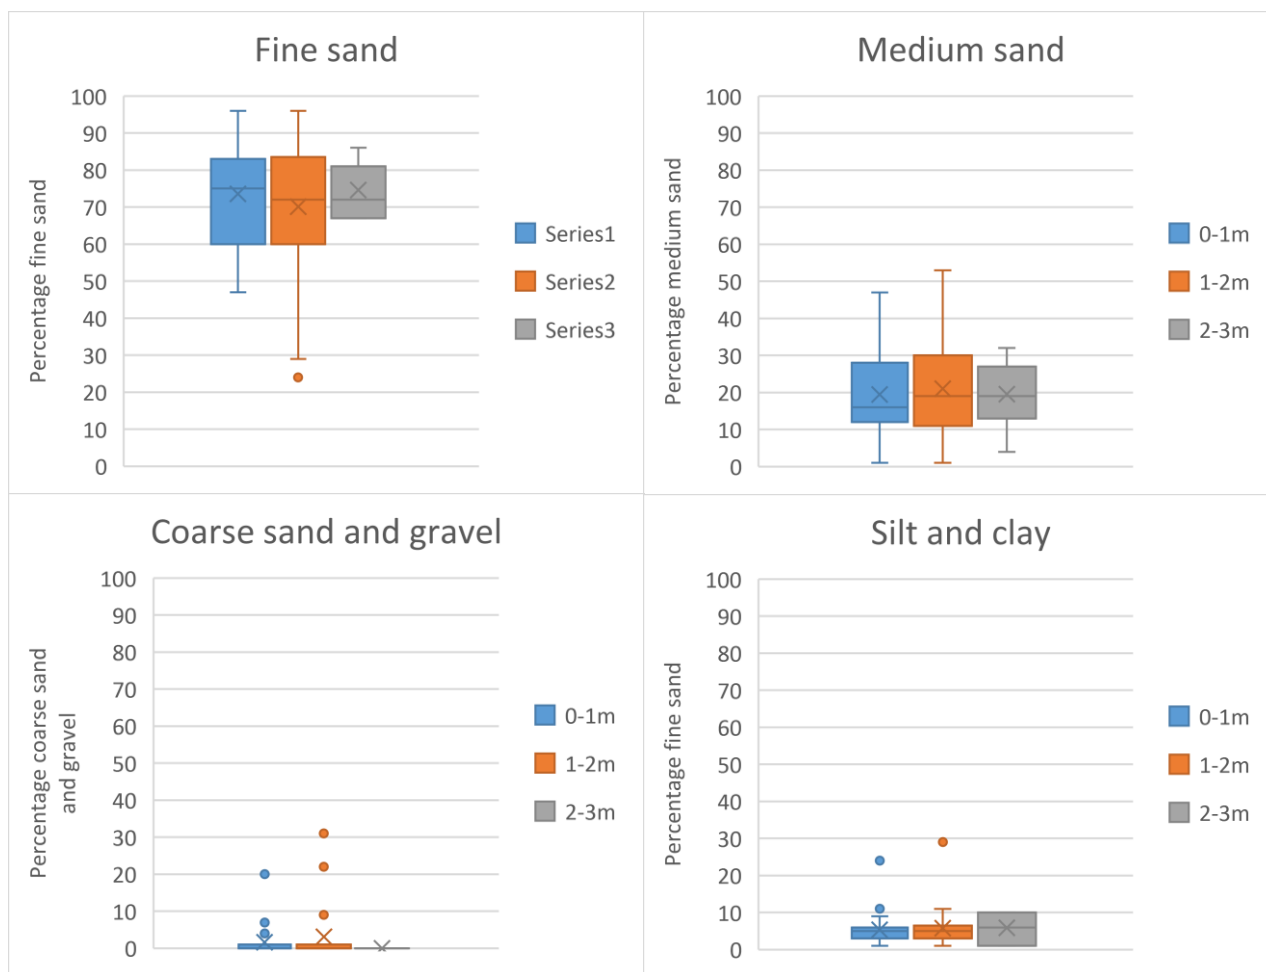 Fine sand
Percentage fine sand
100
90
80
70
60
50
40
30
20
10
0
Series1
Series2
Series3
Medium sand
Percentage medium sand
100
90
80
70
60
50
40
30
20
10
0
0-1m
1-2m
2-3m
Coarse sand and gravel
Percentage coarse sand
and gravel
100
90
80
70
60
50
40
30
20
10
0
0-1m
1-2m
2-3m
Silt and clay
Percentage fine sand
100
90
80
70
60
50
40
30
20
10
0
0-1m
1-2m
2-3m